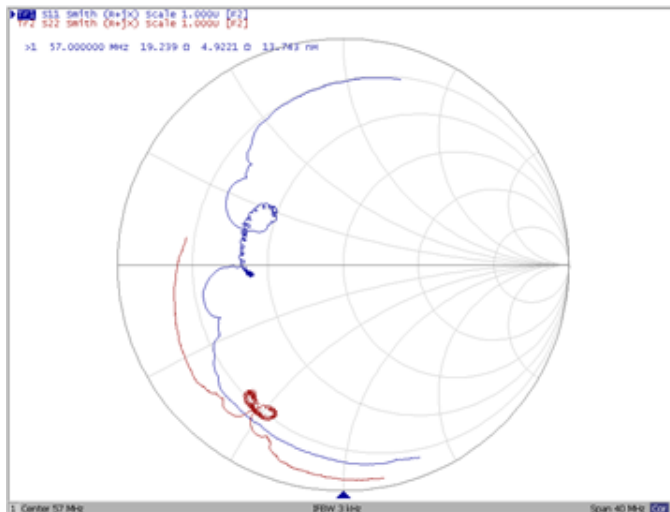 Tr1 S11 Smith (R+jX) Scale 1.000U [F2]
Tr2 S22 Smith (R+jX) Scale 1.000U [F2]
>1 57.000000 MHz 19.239 Ω 4.9221 Ω 13.743 nH
1 Center 57 MHz IFBW 3 kHz Span 40 MHz Cor